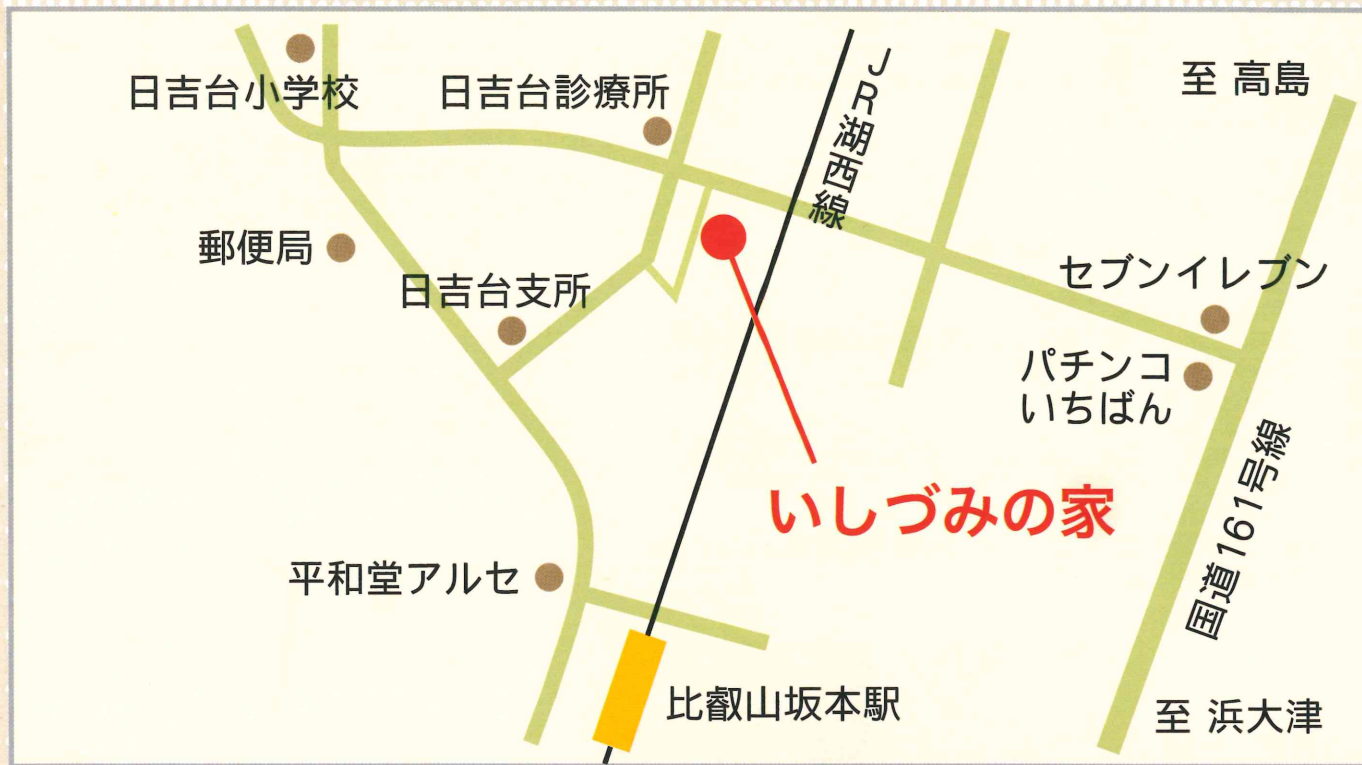 日吉台小学校
日吉台診療所
JR湖西線
至 高島
郵便局
日吉台支所
セブンイレブン
パチンコ
いちばん
いしづみの家
国道161号線
平和堂アルセ
比叡山坂本駅
至 浜大津